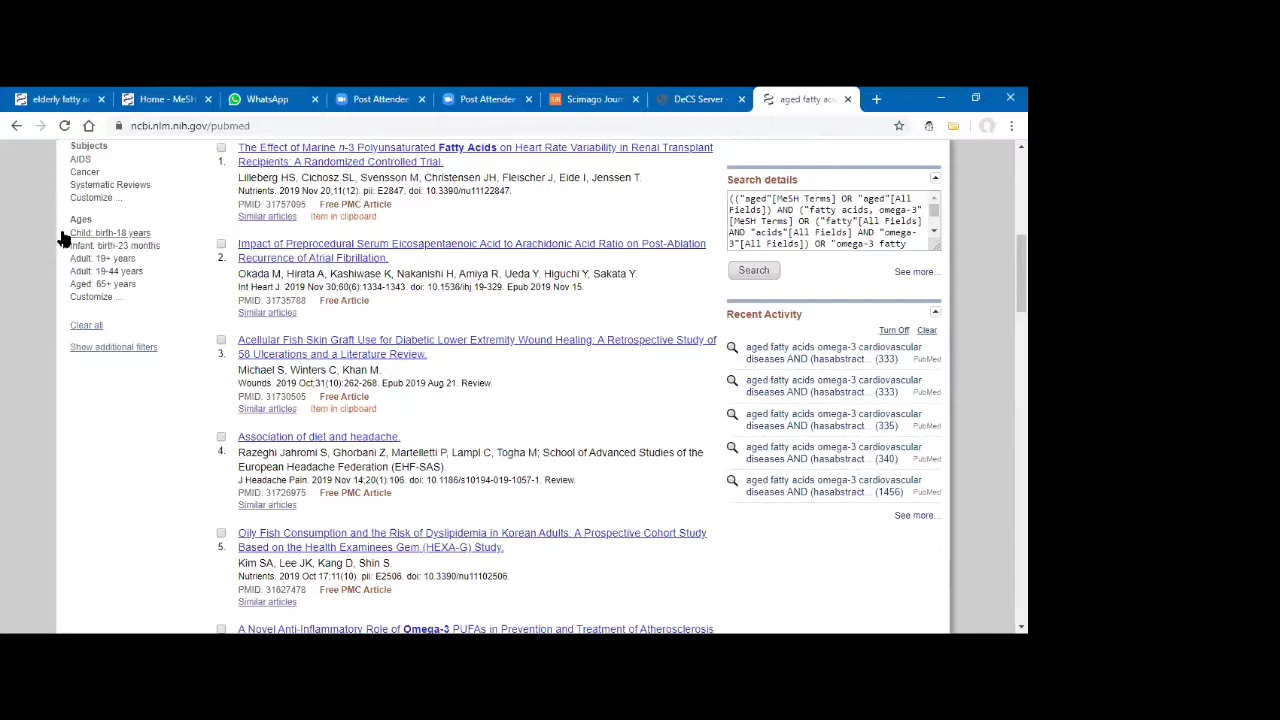 elderly fatty a
Home - MeSH
WhatsApp
Post Attende
Post Attende
Scimago Jour
DeCS Server -
aged fatty ac
ncbi.nlm.nih.gov/pubmed
Subjects
AIDS
Cancer
Systematic Reviews
Customize ...
Ages
Child: birth-18 years
Infant: birth-23 months
Adult: 19+ years
Adult: 19-44 years
Aged: 65+ years
Customize ...
Clear all
Show additional filters
The Effect of Marine n-3 Polyunsaturated Fatty Acids on Heart Rate Variability in Renal Transplant
1. Recipients: A Randomized Controlled Trial.
Lilleberg HS, Cichosz SL, Svensson M, Christensen JH, Fleischer J, Eide I, Jenssen T.
Nutrients. 2019 Nov 20;11(12). pii: E2847. doi: 10.3390/nu11122847.
PMID: 31757095 Free PMC Article
Similar articles Item in clipboard
Impact of Preprocedural Serum Eicosapentaenoic Acid to Arachidonic Acid Ratio on Post-Ablation
2. Recurrence of Atrial Fibrillation.
Okada M, Hirata A, Kashiwase K, Nakanishi H, Amiya R, Ueda Y, Higuchi Y, Sakata Y.
Int Heart J. 2019 Nov 30;60(6):1334-1343. doi: 10.1536/ihj.19-329. Epub 2019 Nov 15.
PMID: 31735788 Free Article
Similar articles
Acellular Fish Skin Graft Use for Diabetic Lower Extremity Wound Healing: A Retrospective Study of
3. 58 Ulcerations and a Literature Review.
Michael S, Winters C, Khan M.
Wounds. 2019 Oct;31(10):262-268. Epub 2019 Aug 21. Review.
PMID: 31730505 Free Article
Similar articles Item in clipboard
Association of diet and headache.
4. Razeghi Jahromi S, Ghorbani Z, Martelletti P, Lampl C, Togha M; School of Advanced Studies of the
European Headache Federation (EHF-SAS).
J Headache Pain. 2019 Nov 14;20(1):106. doi: 10.1186/s10194-019-1057-1. Review.
PMID: 31726975 Free PMC Article
Similar articles
Oily Fish Consumption and the Risk of Dyslipidemia in Korean Adults: A Prospective Cohort Study
5. Based on the Health Examinees Gem (HEXA-G) Study.
Kim SA, Lee JK, Kang D, Shin S.
Nutrients. 2019 Oct 17;11(10). pii: E2506. doi: 10.3390/nu11102506.
PMID: 31627478 Free PMC Article
Similar articles
A Novel Anti-Inflammatory Role of Omega-3 PUFAs in Prevention and Treatment of Atherosclerosis
Search details
(("aged"[MeSH Terms] OR "aged"[All
Fields]) AND ("fatty acids, omega-3"
[MeSH Terms] OR ("fatty"[All Fields]
AND "acids"[All Fields] AND "omega-
3"[All Fields]) OR "omega-3 fatty
Search
See more...
Recent Activity
Turn Off Clear
aged fatty acids omega-3 cardiovascular
diseases AND (hasabstract... (333) PubMed
aged fatty acids omega-3 cardiovascular
diseases AND (hasabstract... (333) PubMed
aged fatty acids omega-3 cardiovascular
diseases AND (hasabstract... (335) PubMed
aged fatty acids omega-3 cardiovascular
diseases AND (hasabstract... (340) PubMed
aged fatty acids omega-3 cardiovascular
diseases AND (hasabstract... (1456) PubMed
See more...